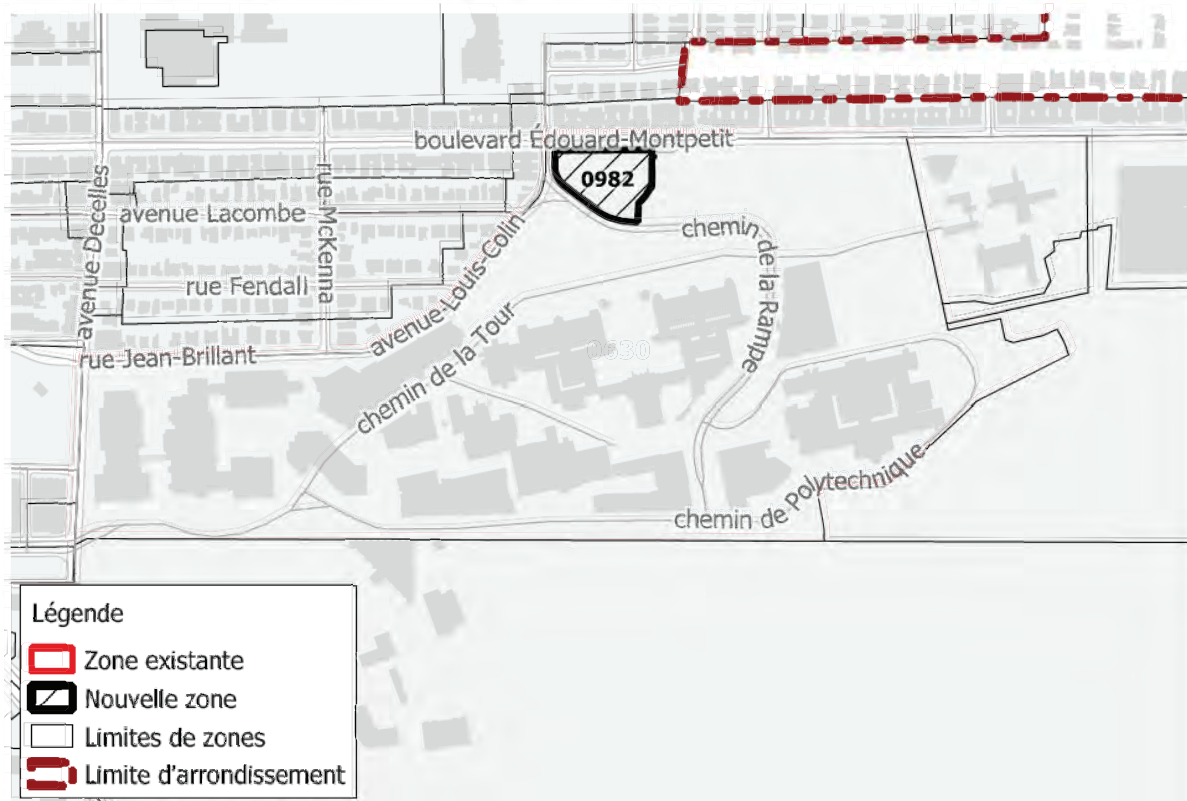 boulevard Édouard-Montpetit
0982
avenue-Decelles
rue-McKenna
avenue Lacombe
chemin de la Rampe
rue Fendall
avenue-Louis-Colin
chemin de la Tour
0630
rue Jean-Brillant
chemin de Polytechnique
Légende
Zone existante
Nouvelle zone
Limites de zones
Limite d'arrondissement